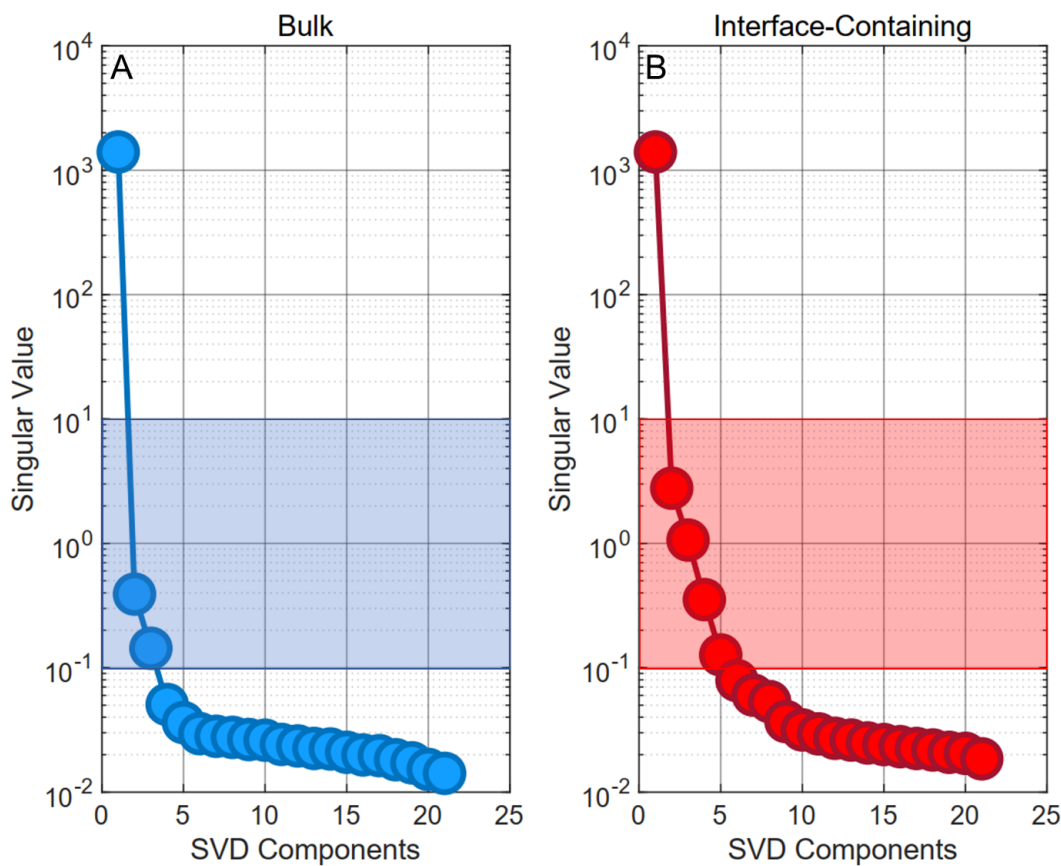 Bulk
A
10^4
10^3
10^2
10^1
10^0
10^-1
10^-2
Singular Value
0 5 10 15 20 25
SVD Components
Interface-Containing
B
10^4
10^3
10^2
10^1
10^0
10^-1
10^-2
Singular Value
0 5 10 15 20 25
SVD Components